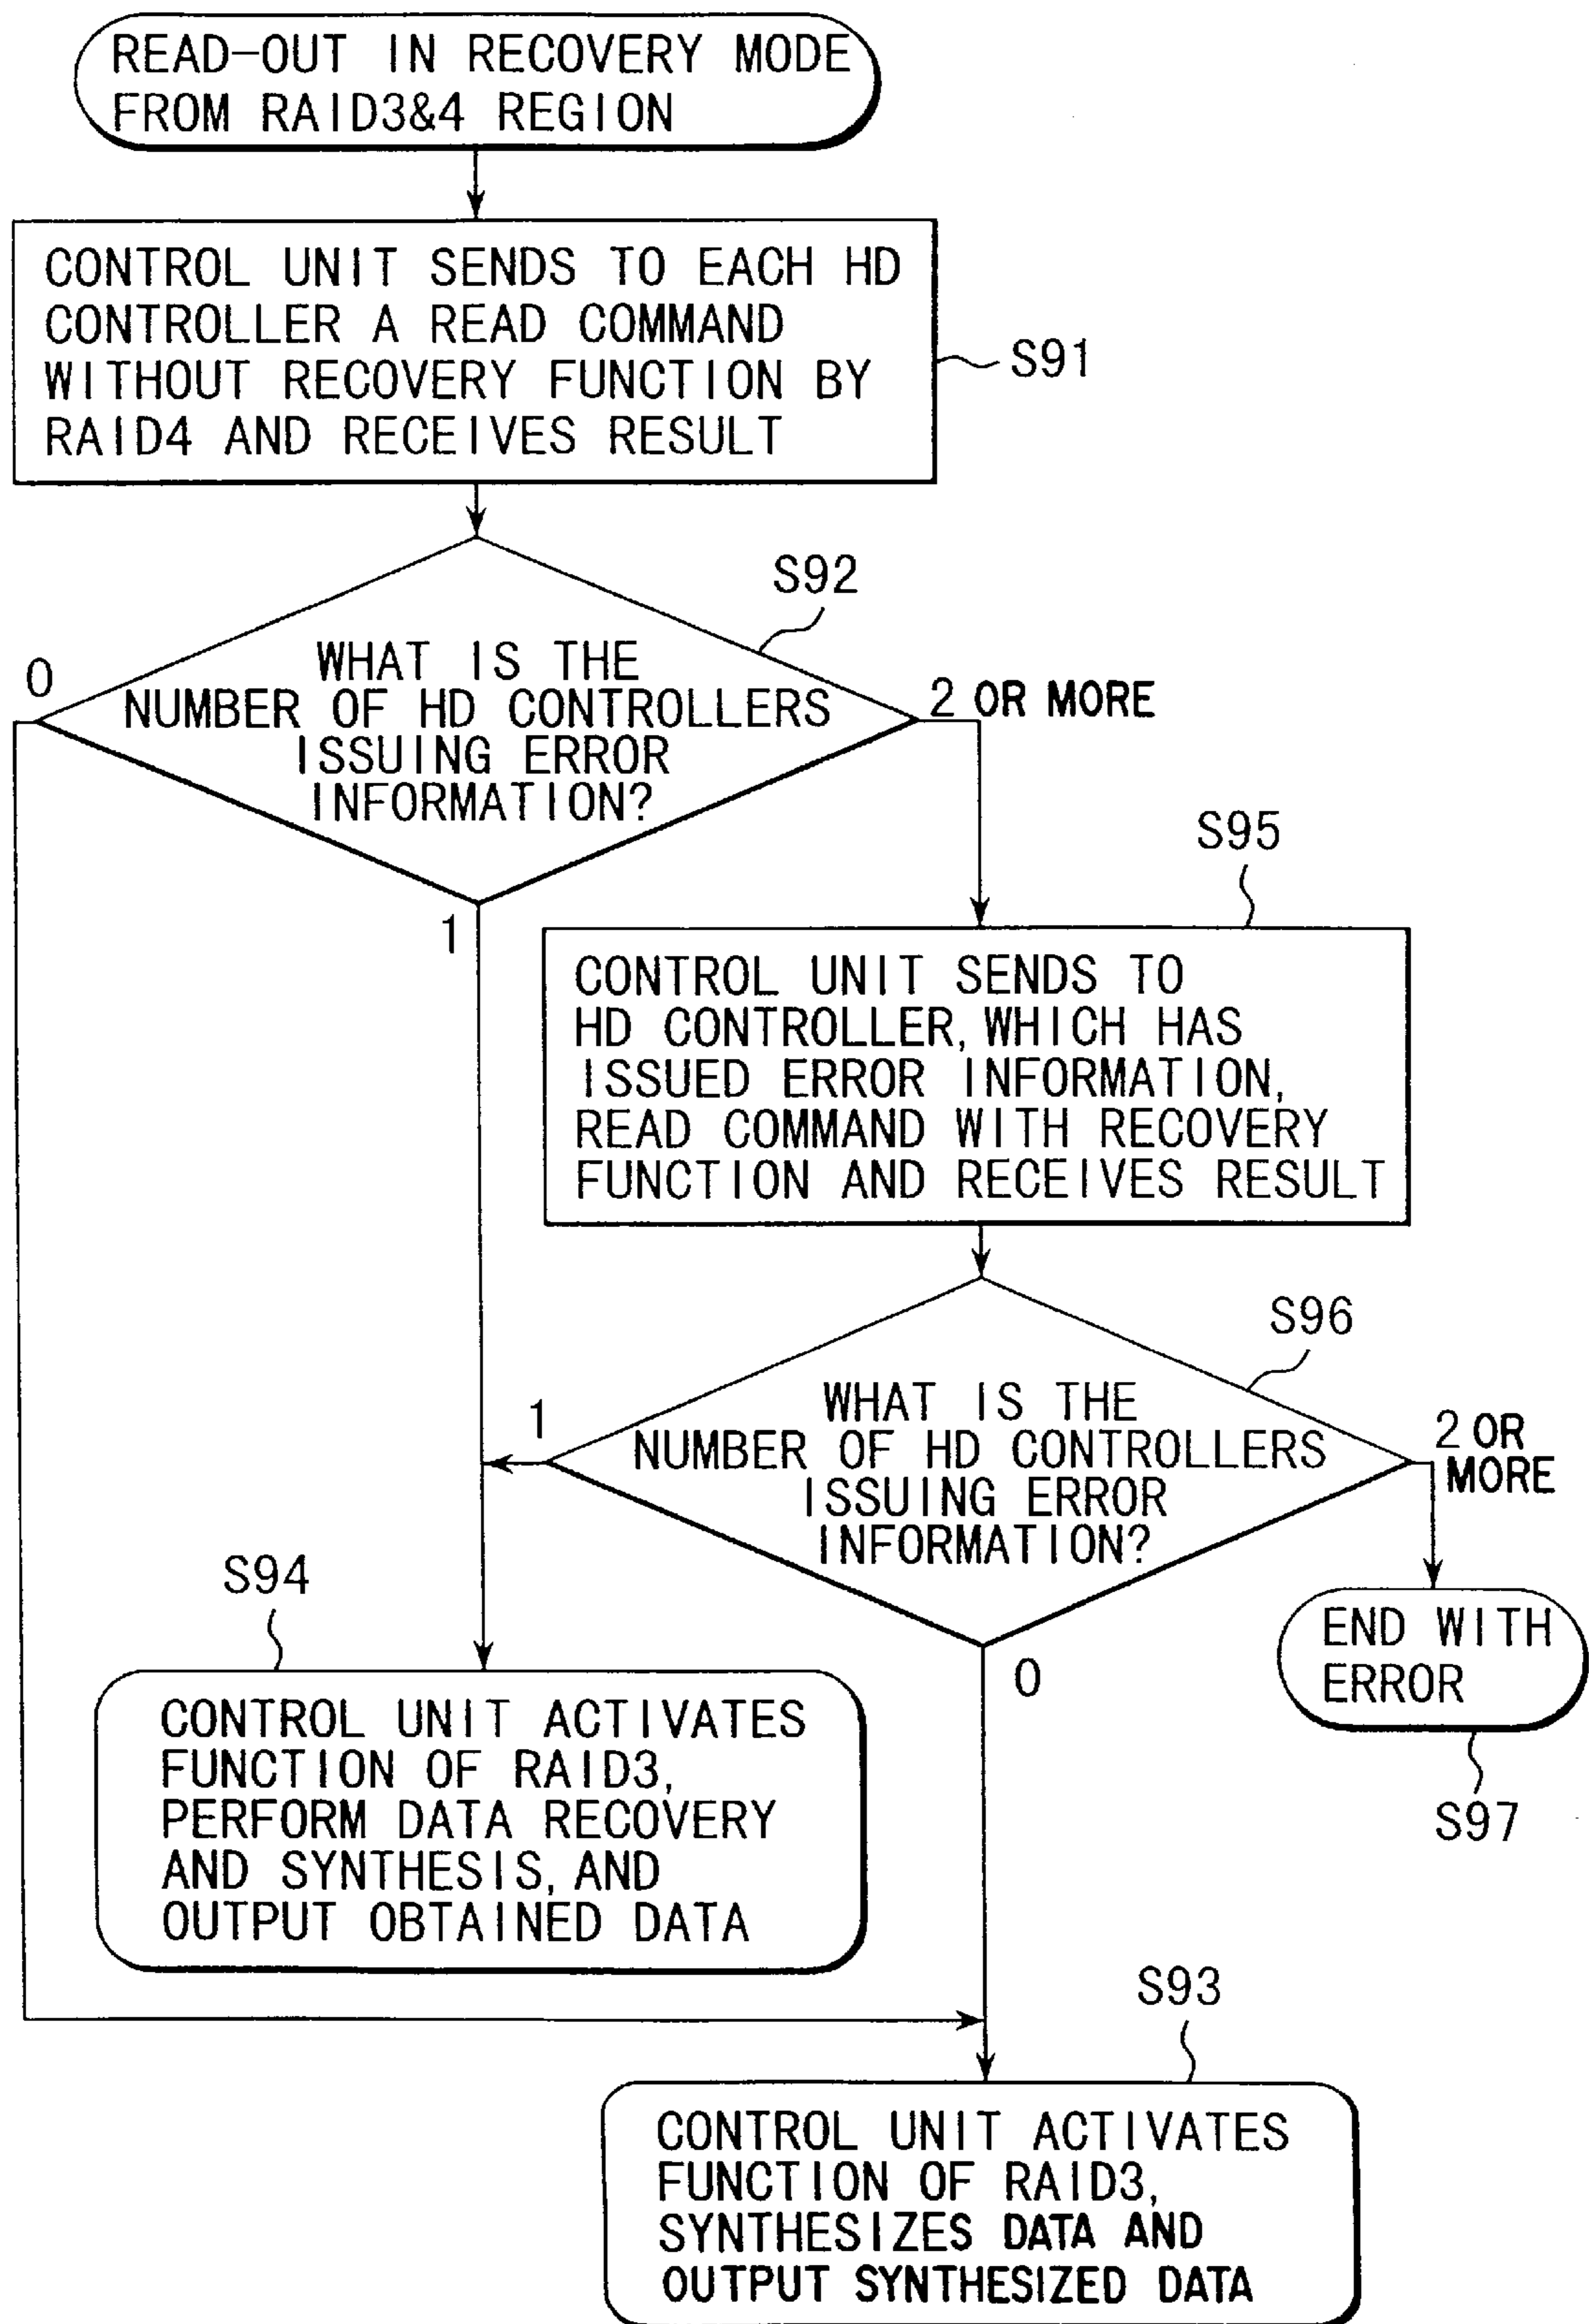 READ-OUT IN RECOVERY MODE
FROM RAID3&4 REGION
CONTROL UNIT SENDS TO EACH HD
CONTROLLER A READ COMMAND
WITHOUT RECOVERY FUNCTION BY
RAID4 AND RECEIVES RESULT
S91
S92
0
WHAT IS THE
NUMBER OF HD CONTROLLERS
ISSUING ERROR
INFORMATION?
2 OR MORE
1
S95
CONTROL UNIT SENDS TO
HD CONTROLLER, WHICH HAS
ISSUED ERROR INFORMATION,
READ COMMAND WITH RECOVERY
FUNCTION AND RECEIVES RESULT
S96
1
WHAT IS THE
NUMBER OF HD CONTROLLERS
ISSUING ERROR
INFORMATION?
2 OR
MORE
0
S94
CONTROL UNIT ACTIVATES
FUNCTION OF RAID3,
PERFORM DATA RECOVERY
AND SYNTHESIS, AND
OUTPUT OBTAINED DATA
END WITH
ERROR
S97
S93
CONTROL UNIT ACTIVATES
FUNCTION OF RAID3,
SYNTHESIZES DATA AND
OUTPUT SYNTHESIZED DATA